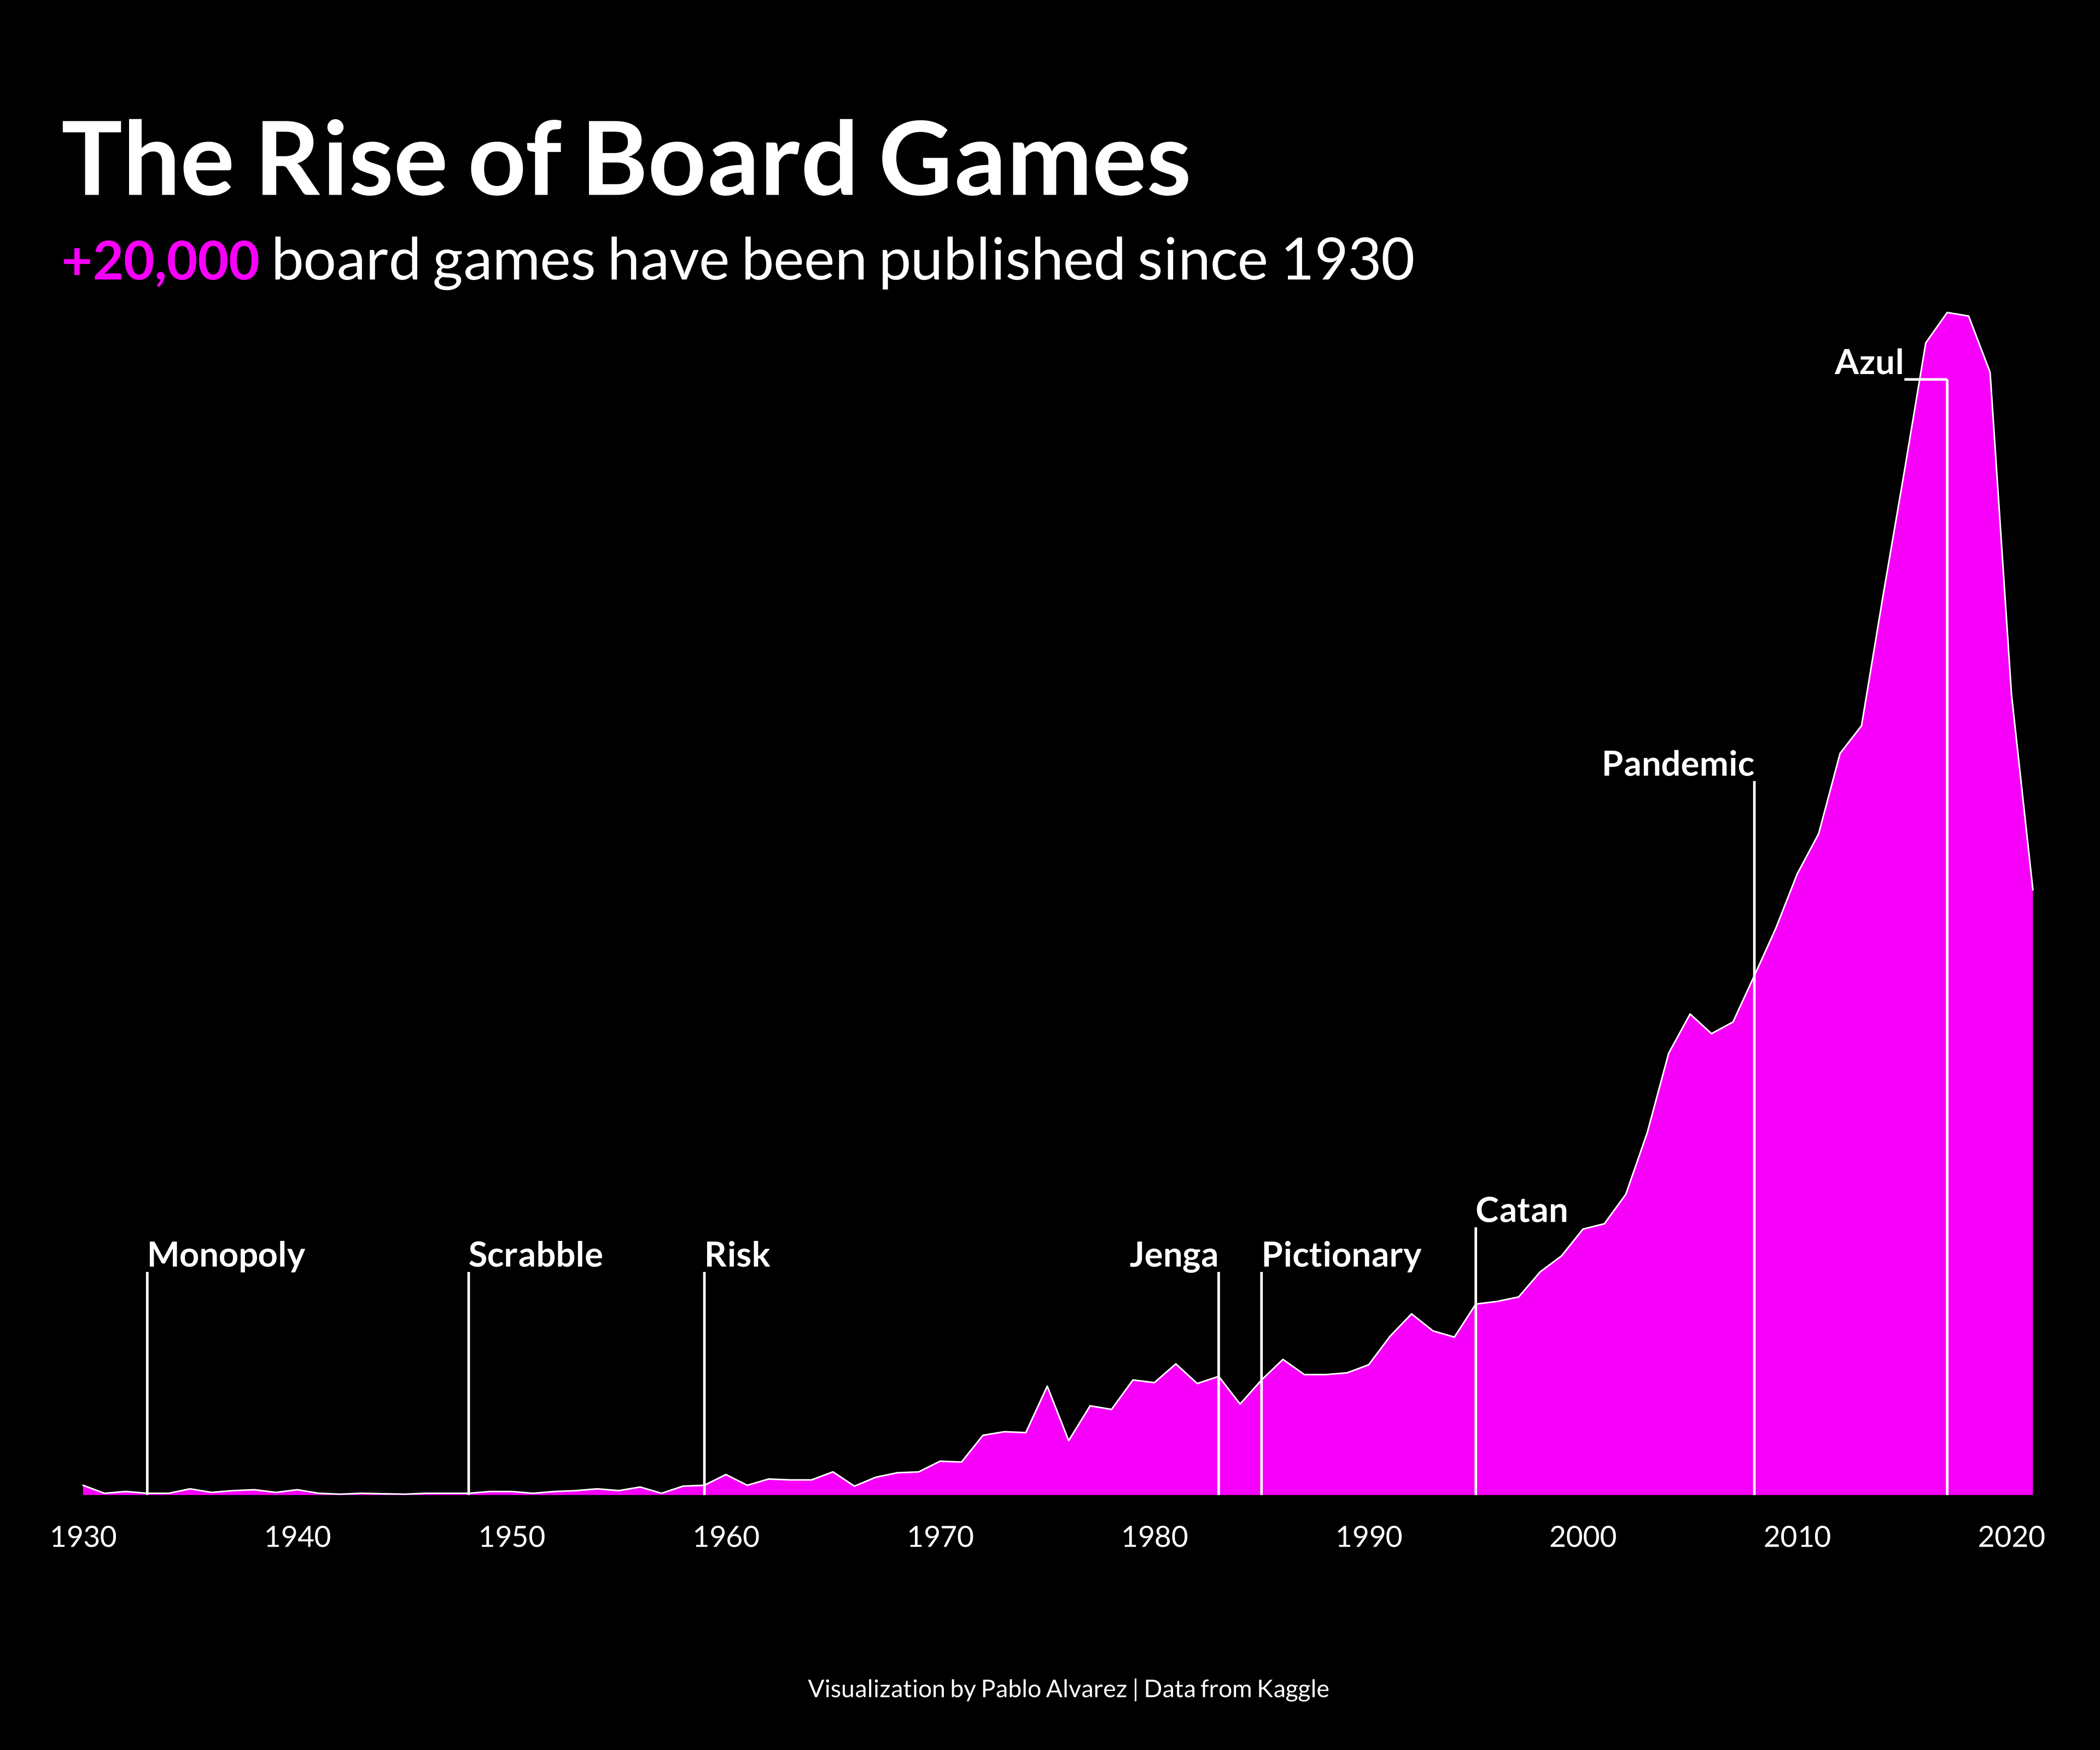 The Rise of Board Games
+20,000 board games have been published since 1930
Azul
Pandemic
Catan
Monopoly
Scrabble
Risk
Jenga
Pictionary
1930 1940 1950 1960 1970 1980 1990 2000 2010 2020
Visualization by Pablo Alvarez | Data from Kaggle